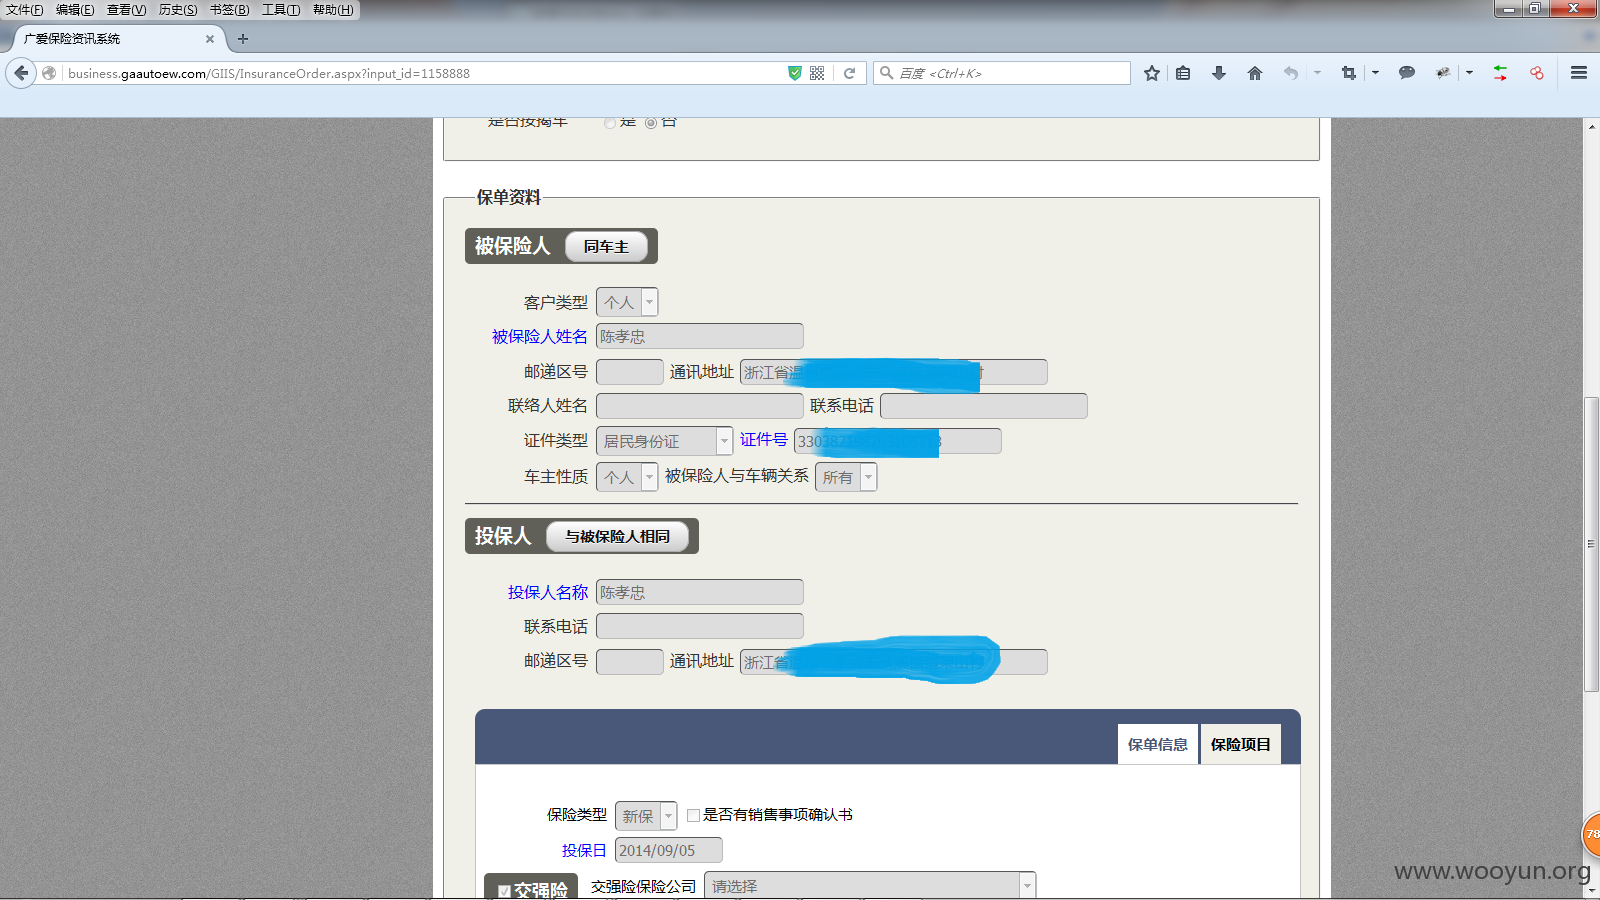 文件(F) 编辑(E) 查看(V) 历史(S) 书签(B) 工具(T) 帮助(H)
广爱保险资讯系统
business.gaautoew.com/GIIS/InsuranceOrder.aspx?input_id=1158888
百度 <Ctrl+K>
是否按揭车 是 否
保单资料
被保险人 同车主
客户类型 个人
被保险人姓名 陈孝忠
邮递区号 通讯地址 浙江省
联络人姓名 联系电话
证件类型 居民身份证 证件号 33038
车主性质 个人 被保险人与车辆关系 所有
投保人 与被保险人相同
投保人名称 陈孝忠
联系电话
邮递区号 通讯地址 浙江省
保单信息 保险项目
保险类型 新保 是否有销售事项确认书
投保日 2014/09/05
78
交强险 交强险保险公司 请选择
www.wooyun.org